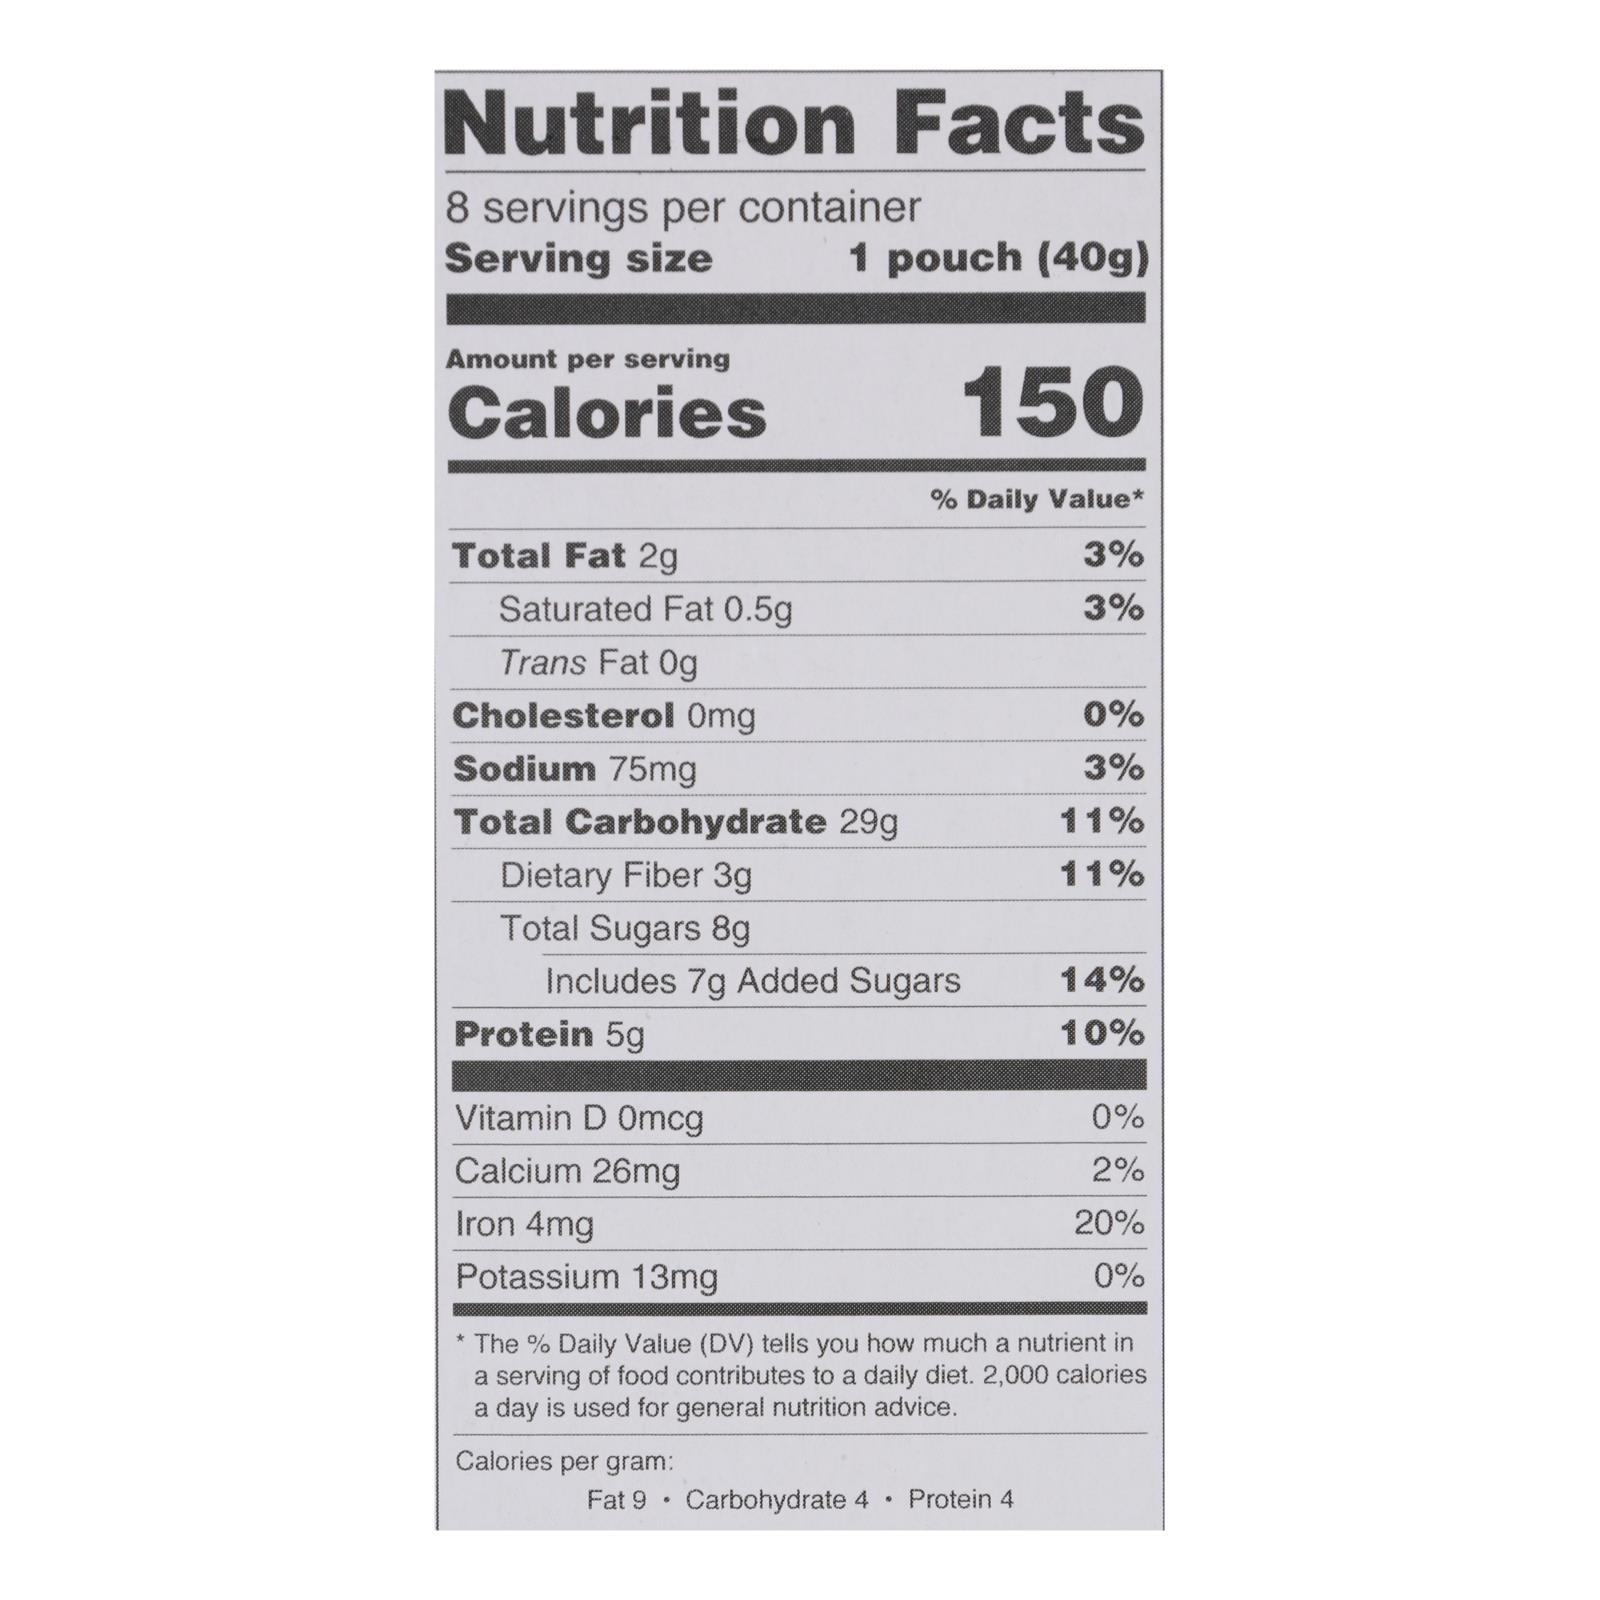 Nutrition Facts
8 servings per container
Serving size 1 pouch (40g)
Amount per serving
Calories 150
% Daily Value*
Total Fat 2g 3%
Saturated Fat 0.5g 3%
Trans Fat 0g
Cholesterol 0mg 0%
Sodium 75mg 3%
Total Carbohydrate 29g 11%
Dietary Fiber 3g 11%
Total Sugars 8g
Includes 7g Added Sugars 14%
Protein 5g 10%
Vitamin D 0mcg 0%
Calcium 26mg 2%
Iron 4mg 20%
Potassium 13mg 0%
* The % Daily Value (DV) tells you how much a nutrient in
a serving of food contributes to a daily diet. 2,000 calories
a day is used for general nutrition advice.
Calories per gram:
Fat 9 • Carbohydrate 4 • Protein 4